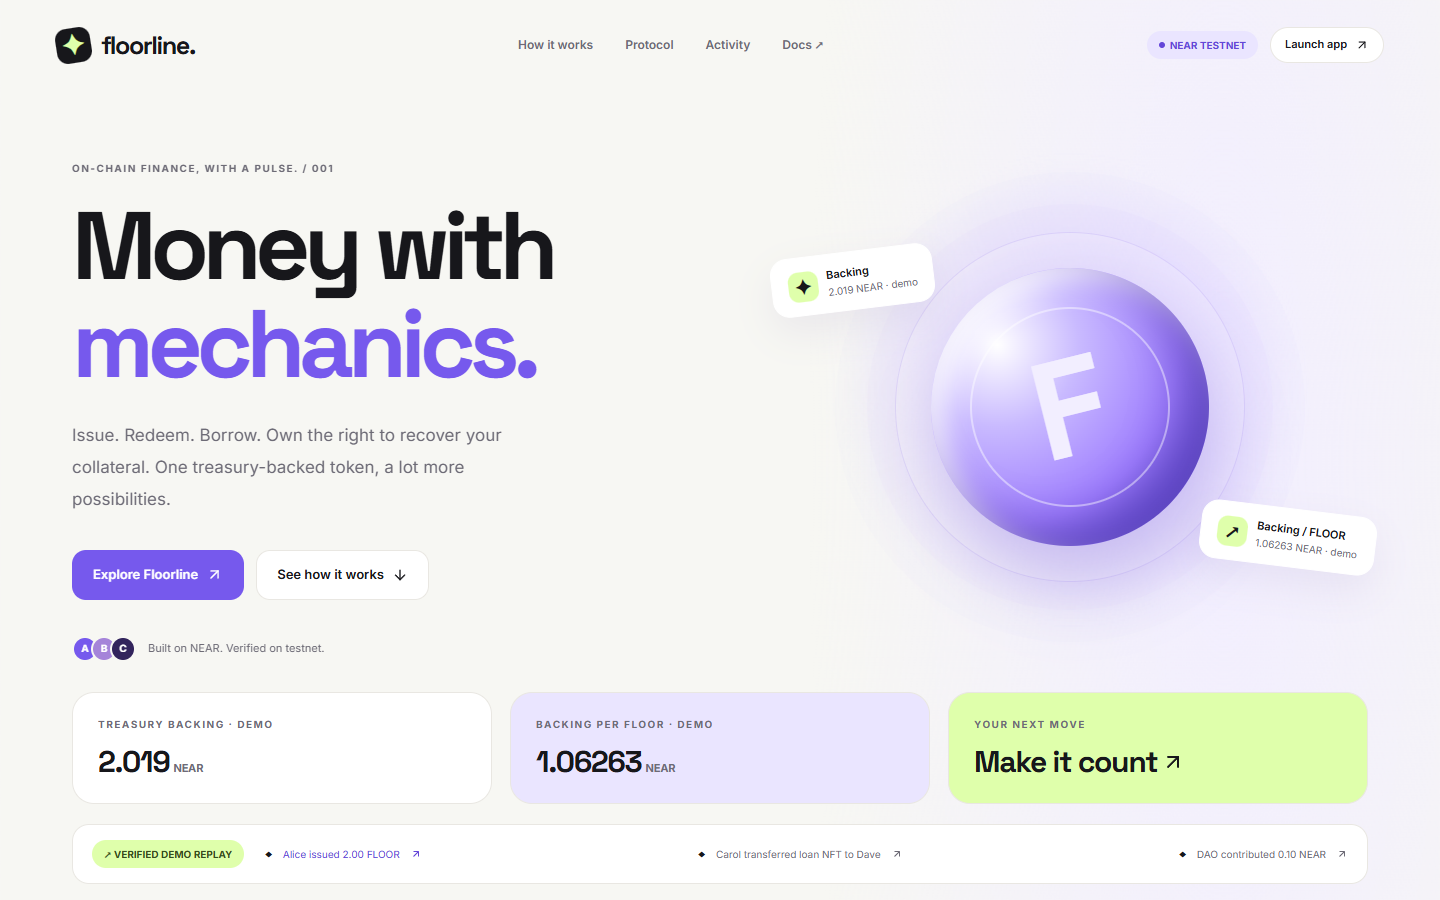 floorline.
How it works
Protocol
Activity
Docs ↗
NEAR TESTNET
Launch app
ON-CHAIN FINANCE, WITH A PULSE. / 001
Money with
mechanics.
Issue. Redeem. Borrow. Own the right to recover your
collateral. One treasury-backed token, a lot more
possibilities.
Explore Floorline
See how it works
A B C
Built on NEAR. Verified on testnet.
Backing
2.019 NEAR · demo
F
Backing / FLOOR
1.06263 NEAR · demo
TREASURY BACKING · DEMO
2.019 NEAR
BACKING PER FLOOR · DEMO
1.06263 NEAR
YOUR NEXT MOVE
Make it count
↗ VERIFIED DEMO REPLAY
Alice issued 2.00 FLOOR
Carol transferred loan NFT to Dave
DAO contributed 0.10 NEAR